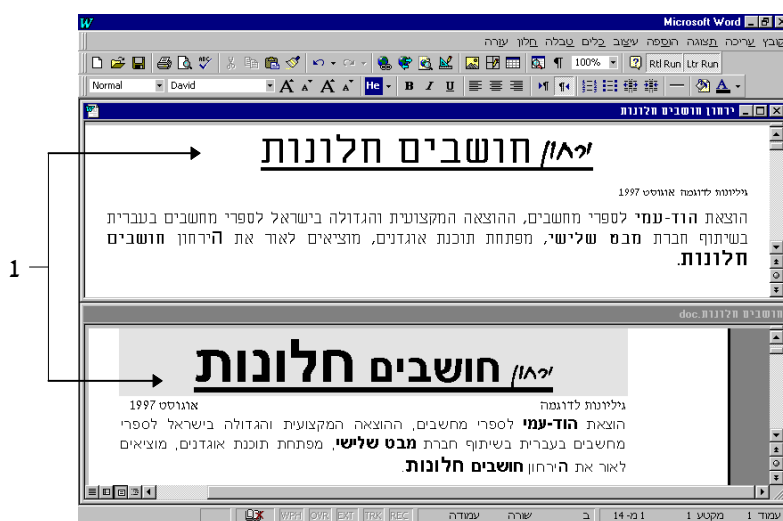 Microsoft Word
קובץ עריכה תצוגה הוספה עיצוב כלים טבלה חלון עזרה
100% Rtl Run Ltr Run
Normal David He B I U
ירחון חושבים חלונות
ירחון חושבים חלונות
גיליונות לדוגמה אוגוסט 1997
הוצאת הוד-עמי לספרי מחשבים, ההוצאה המקצועית והגדולה בישראל לספרי מחשבים בעברית
בשיתוף חברת מבט שלישי, מפתחת תוכנת אוגדנים, מוציאים לאור את הירחון חושבים
חלונות.
1
חושבים חלונות.doc
ירחון חושבים חלונות
גיליונות לדוגמה אוגוסט 1997
הוצאת הוד-עמי לספרי מחשבים, ההוצאה המקצועית והגדולה בישראל לספרי
מחשבים בעברית בשיתוף חברת מבט שלישי, מפתחת תוכנת אוגדנים, מוציאים
לאור את הירחון חושבים חלונות.
עמוד 1 מקטע 1 1 מ- 14 ב שורה עמודה REC TRK EXT OVR WPH